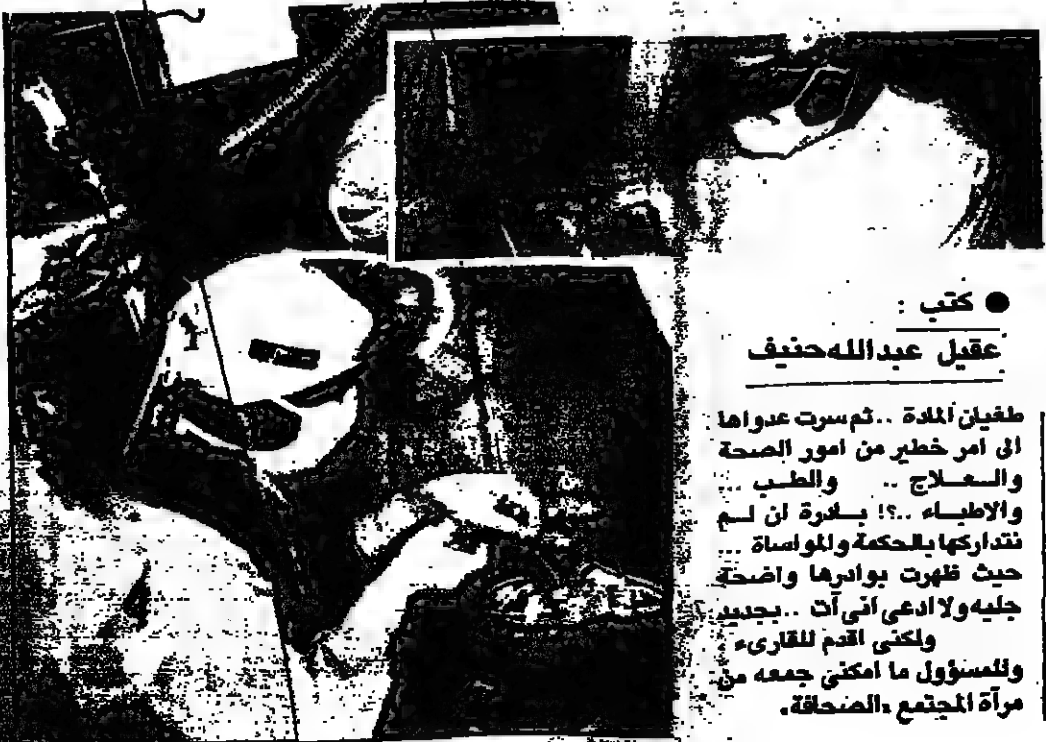 ● كتب :
عقيل عبدالله حنيف
طغيان المادة .. ثم سرت عدواها
الى امر خطير من امور الصحة
والعلاج .. والطب ...
والاطباء ..؟! بادرة ان لم
نتداركها بالحكمة والمواساة ...
حيث ظهرت بوادرها واضحة
جليه ولا ادعى انى آت .. بجديد
ولكنى اقدم للقارىء
وللمسؤول ما امكننى جمعه من
مرآة المجتمع «الصحافة»